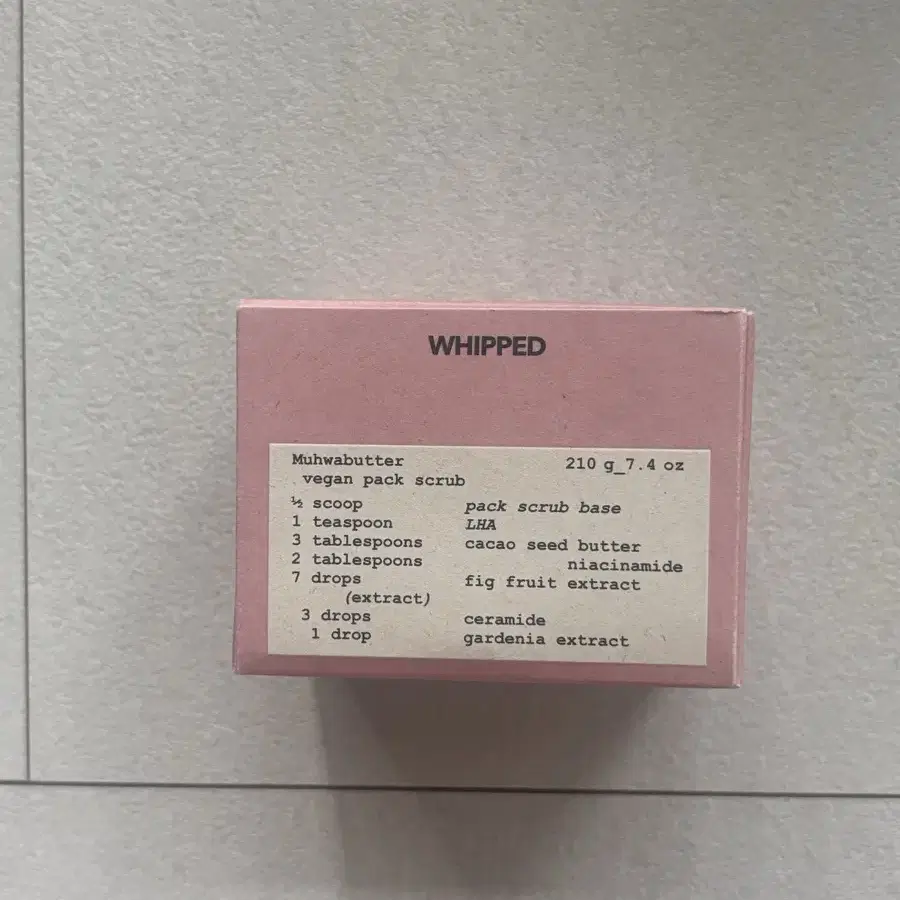 WHIPPED
Muhwabutter 210 g_7.4 oz
vegan pack scrub
½ scoop pack scrub base
1 teaspoon LHA
3 tablespoons cacao seed butter
2 tablespoons niacinamide
7 drops fig fruit extract
(extract)
3 drops ceramide
1 drop gardenia extract